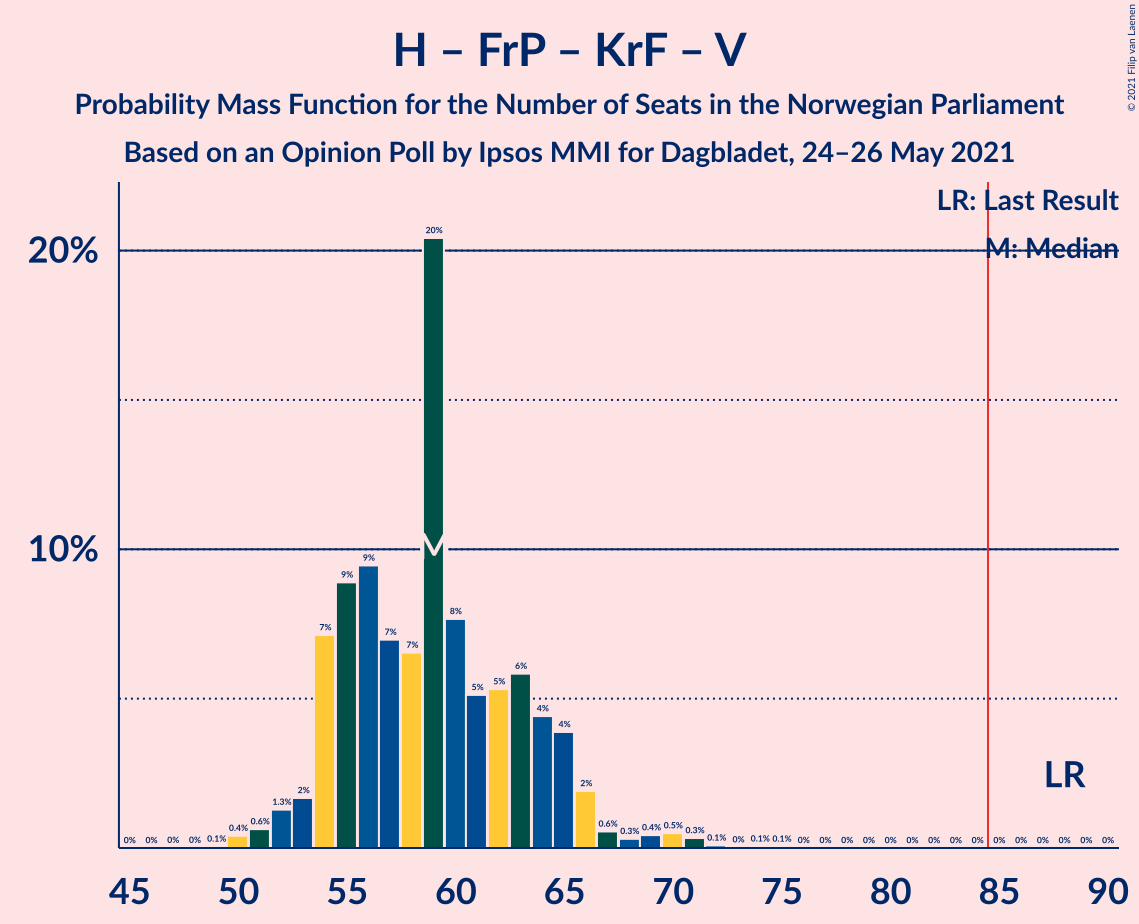 H – FrP – KrF – V
Probability Mass Function for the Number of Seats in the Norwegian Parliament
Based on an Opinion Poll by Ipsos MMI for Dagbladet, 24–26 May 2021
© 2021 Filip van Laenen
LR: Last Result
M: Median
20%
10%
0% 0% 0% 0% 0.1% 0.4% 0.6% 1.3% 2% 7% 9% 9% 7% 7% 20% 8% 5% 5% 6% 4% 4% 2% 0.6% 0.3% 0.4% 0.5% 0.3% 0.1% 0% 0.1% 0.1% 0% 0% 0% 0% 0% 0% 0% 0% 0% 0% 0% 0% 0% 0% 0%
LR
45 50 55 60 65 70 75 80 85 90